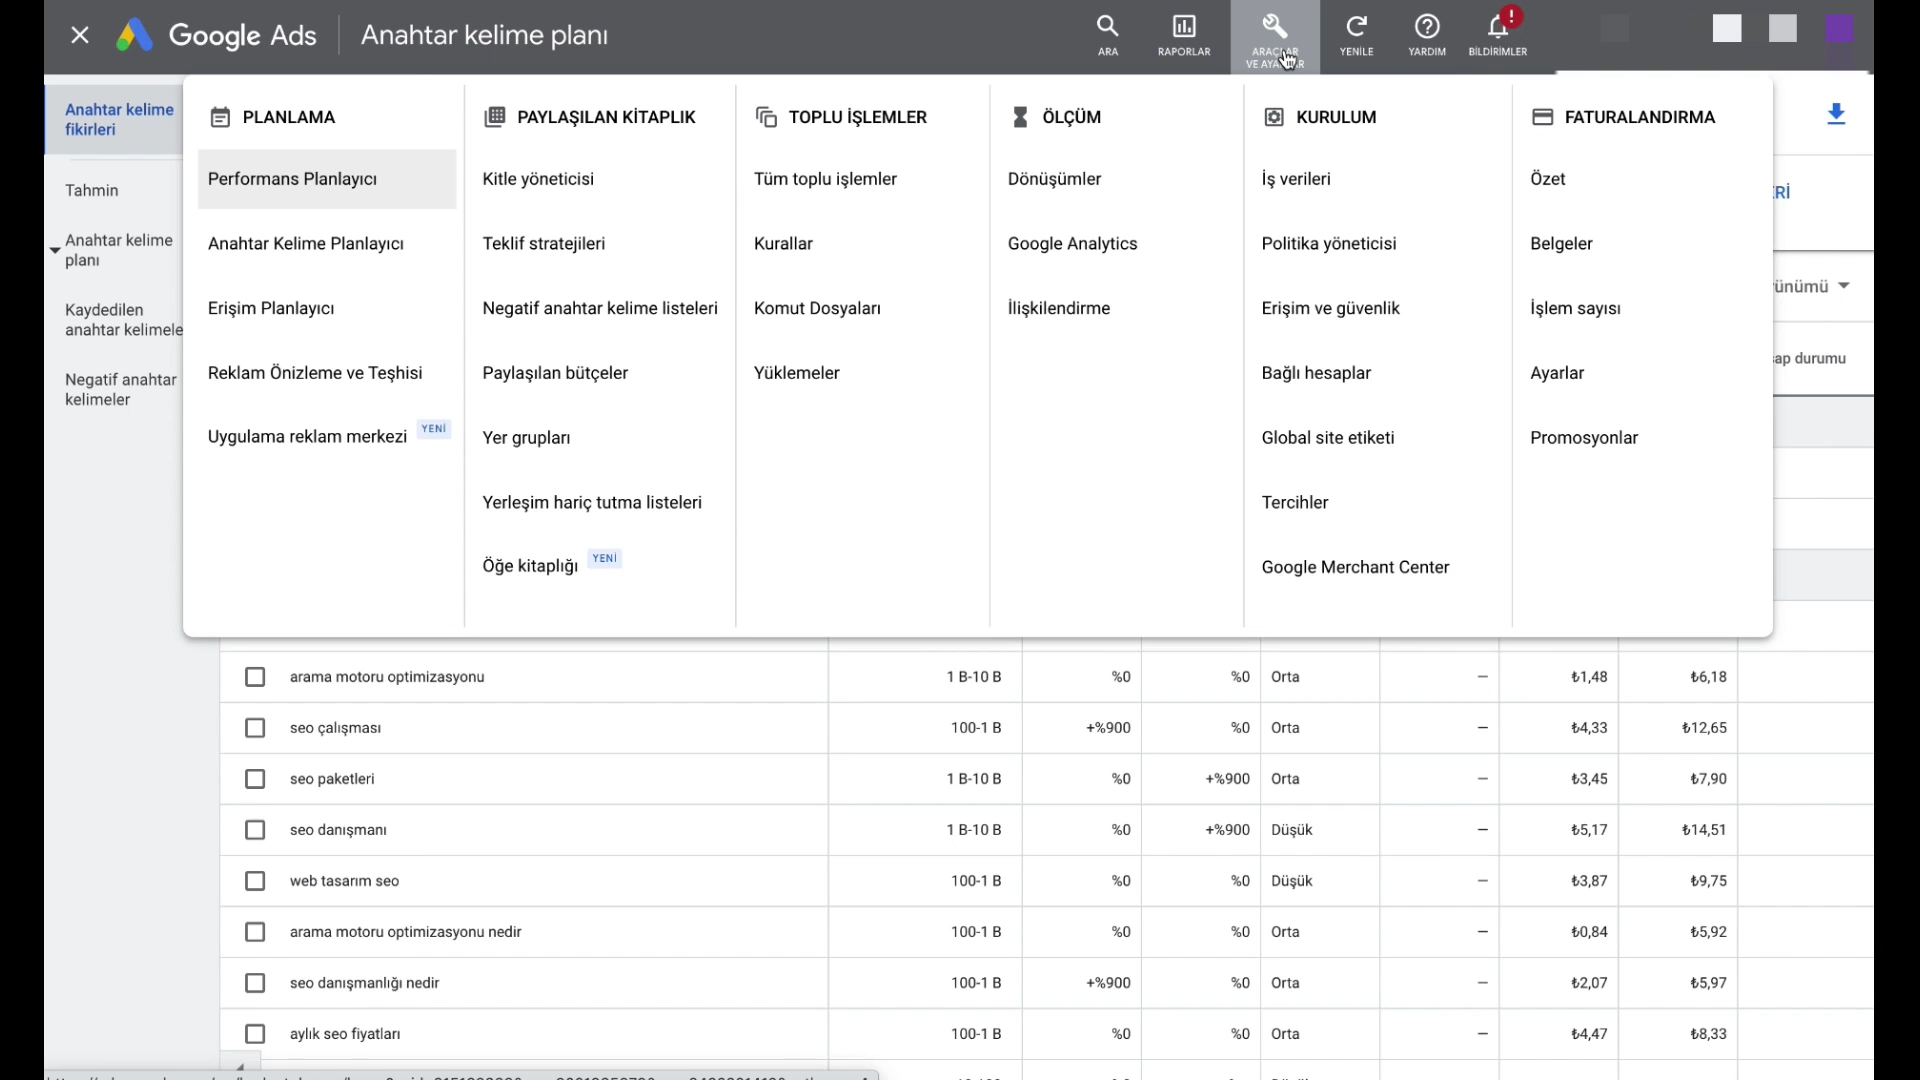 Google Ads
Anahtar kelime planı
ARA
RAPORLAR
VE
YENİLE
YARDIM
!
BİLDİRİMLER
Anahtar kelime
fikirleri
Tahmin
Anahtar kelime
planı
Kaydedilen
anahtar kelimele
Negatif anahtar
kelimeler
PLANLAMA
Performans Planlayıcı
Anahtar Kelime Planlayıcı
Erişim Planlayıcı
Reklam Önizleme ve Teşhisi
Uygulama reklam merkezi YENİ
PAYLAŞILAN KİTAPLIK
Kitle yöneticisi
Teklif stratejileri
Negatif anahtar kelime listeleri
Paylaşılan bütçeler
Yer grupları
Yerleşim hariç tutma listeleri
Öğe kitaplığı YENİ
TOPLU İŞLEMLER
Tüm toplu işlemler
Kurallar
Komut Dosyaları
Yüklemeler
ÖLÇÜM
Dönüşümler
Google Analytics
İlişkilendirme
KURULUM
İş verileri
Politika yöneticisi
Erişim ve güvenlik
Bağlı hesaplar
Global site etiketi
Tercihler
Google Merchant Center
FATURALANDIRMA
Özet
Belgeler
İşlem sayısı
Ayarlar
Promosyonlar
ERİ
ünümü
sap durumu
arama motoru optimizasyonu 1 B-10 B %0 %0 Orta – ₺1,48 ₺6,18
seo çalışması 100-1 B +%900 %0 Orta – ₺4,33 ₺12,65
seo paketleri 1 B-10 B %0 +%900 Orta – ₺3,45 ₺7,90
seo danışmanı 1 B-10 B %0 +%900 Düşük – ₺5,17 ₺14,51
web tasarım seo 100-1 B %0 %0 Düşük – ₺3,87 ₺9,75
arama motoru optimizasyonu nedir 100-1 B %0 %0 Orta – ₺0,84 ₺5,92
seo danışmanlığı nedir 100-1 B +%900 %0 Orta – ₺2,07 ₺5,97
aylık seo fiyatları 100-1 B %0 %0 Orta – ₺4,47 ₺8,33